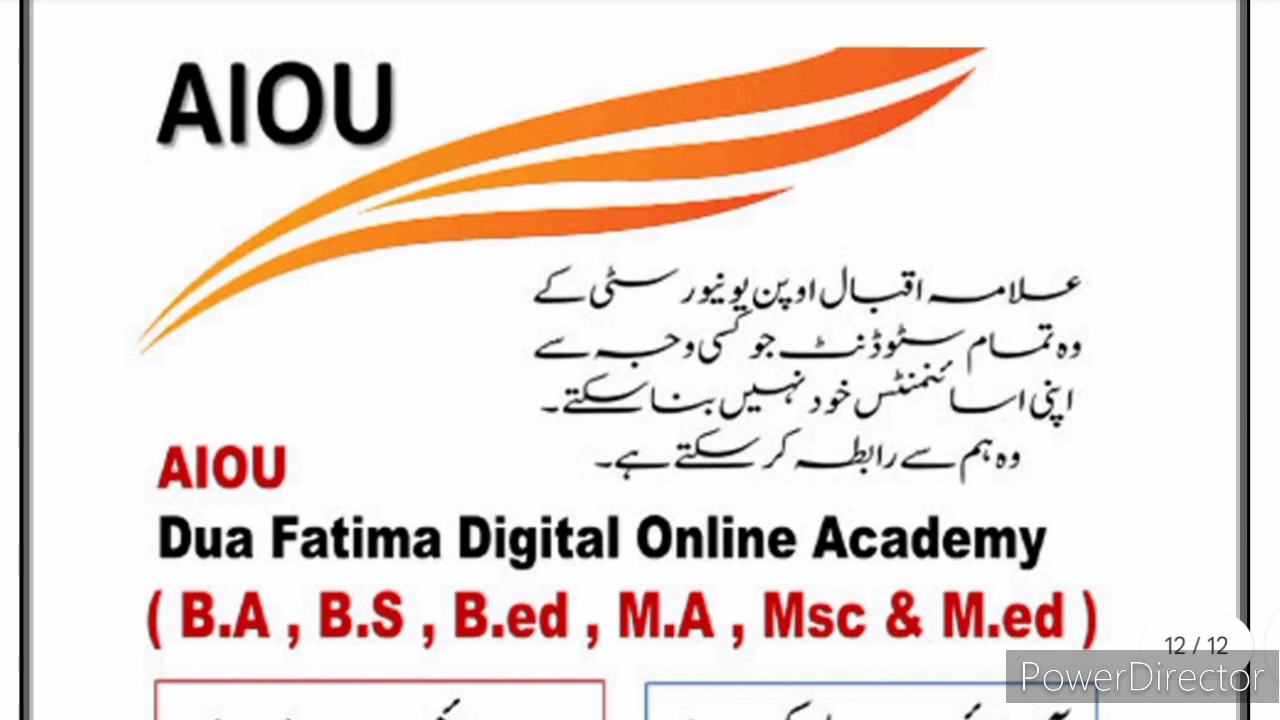 AIOU
علامہ اقبال اوپن یونیورسٹی کے
وہ تمام سٹوڈنٹ جو کسی وجہ سے
اپنی اسائنمنٹس خود نہیں بنا سکتے۔
وہ ہم سے رابطہ کر سکتے ہے۔
AIOU
Dua Fatima Digital Online Academy
( B.A , B.S , B.ed , M.A , Msc & M.ed )
12 / 12
PowerDirector